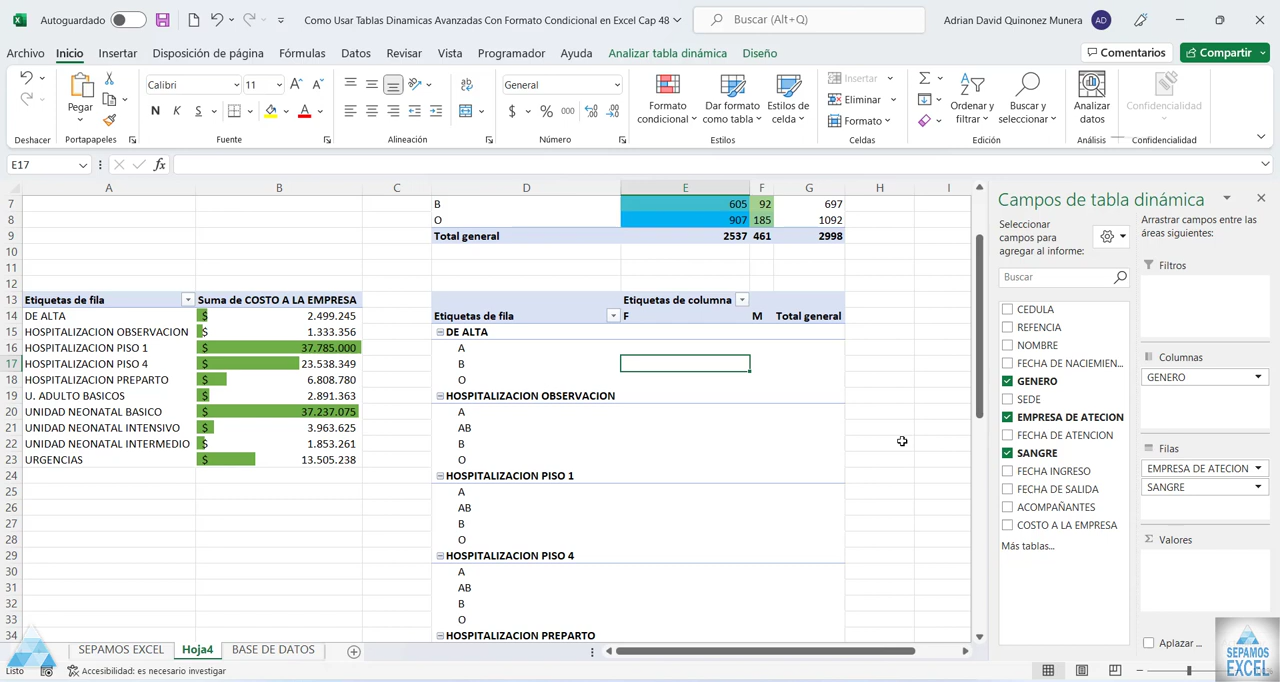 Autoguardado
Como Usar Tablas Dinamicas Avanzadas Con Formato Condicional en Excel Cap 48
Buscar (Alt+Q)
Adrian David Quinonez Munera
AD
Archivo Inicio Insertar Disposición de página Fórmulas Datos Revisar Vista Programador Ayuda Analizar tabla dinámica Diseño
Comentarios
Compartir
Pegar
Calibri 11
N K S
General
$ % 000
Formato condicional
Dar formato como tabla
Estilos de celda
Insertar
Eliminar
Formato
Ordenar y filtrar
Buscar y seleccionar
Analizar datos
Confidencialidad
Deshacer Portapapeles Fuente Alineación Número Estilos Celdas Edición Análisis Confidencialidad
E17
fx
A B C D E F G H I
7 B 605 92 697
8 O 907 185 1092
9 Total general 2537 461 2998
10
11
12
13 Etiquetas de fila Suma de COSTO A LA EMPRESA Etiquetas de columna
14 DE ALTA $ 2.499.245 Etiquetas de fila F M Total general
15 HOSPITALIZACION OBSERVACION $ 1.333.356 DE ALTA
16 HOSPITALIZACION PISO 1 $ 37.785.000 A
17 HOSPITALIZACION PISO 4 $ 23.538.349 B
18 HOSPITALIZACION PREPARTO $ 6.808.780 O
19 U. ADULTO BASICOS $ 2.891.363 HOSPITALIZACION OBSERVACION
20 UNIDAD NEONATAL BASICO $ 37.237.075 A
21 UNIDAD NEONATAL INTENSIVO $ 3.963.625 AB
22 UNIDAD NEONATAL INTERMEDIO $ 1.853.261 B
23 URGENCIAS $ 13.505.238 O
24 HOSPITALIZACION PISO 1
25 A
26 AB
27 B
28 O
29 HOSPITALIZACION PISO 4
30 A
31 AB
32 B
33 O
34 HOSPITALIZACION PREPARTO
Campos de tabla dinámica
Seleccionar campos para agregar al informe:
Buscar
CEDULA
REFENCIA
NOMBRE
FECHA DE NACIEMIEN...
GENERO
SEDE
EMPRESA DE ATECION
FECHA DE ATENCION
SANGRE
FECHA INGRESO
FECHA DE SALIDA
ACOMPAÑANTES
COSTO A LA EMPRESA
Más tablas...
Arrastrar campos entre las áreas siguientes:
Filtros
Columnas
GENERO
Filas
EMPRESA DE ATECION
SANGRE
Σ Valores
Aplazar ...
SEPAMOS EXCEL Hoja4 BASE DE DATOS
Listo
Accesibilidad: es necesario investigar
SEPAMOS
EXCEL